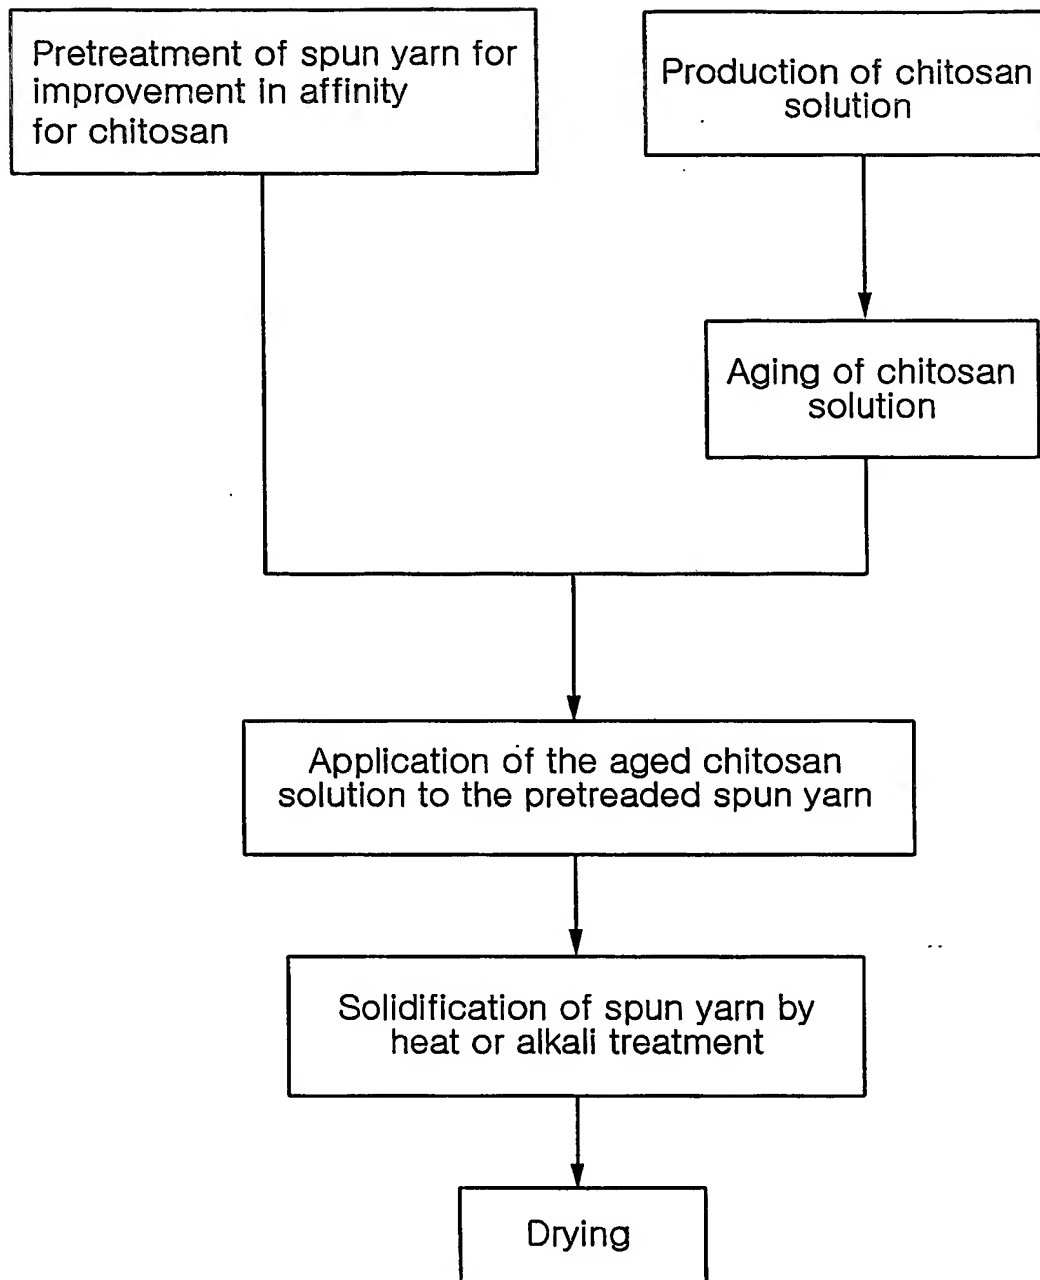 Pretreatment of spun yarn for
improvement in affinity
for chitosan
Production of chitosan
solution
Aging of chitosan
solution
Application of the aged chitosan
solution to the pretreaded spun yarn
Solidification of spun yarn by
heat or alkali treatment
Drying